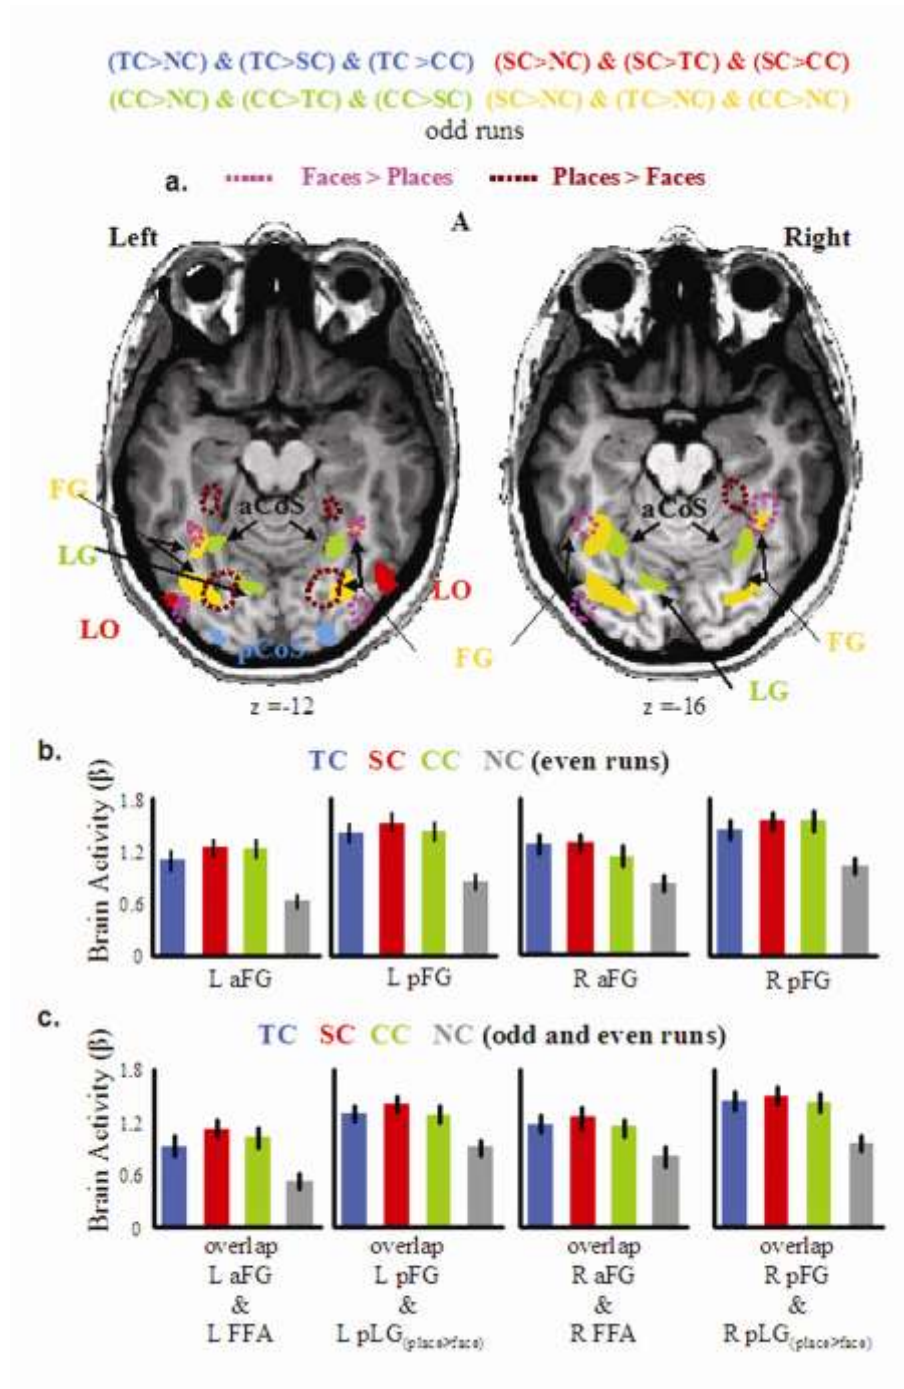 (TC>NC) & (TC>SC) & (TC >CC) (SC>NC) & (SC>TC) & (SC>CC)
(CC>NC) & (CC>TC) & (CC>SC) (SC>NC) & (TC>NC) & (CC>NC)
odd runs
a. Faces > Places Places > Faces
Left A Right
FG aCoS aCoS
LG
LO LO
pCoS FG FG
LG
z =-12 z =-16
b. TC SC CC NC (even runs)
Brain Activity (β)
1.8
1.2
0.6
0
L aFG L pFG R aFG R pFG
c. TC SC CC NC (odd and even runs)
Brain Activity (β)
1.8
1.2
0.6
0
overlap overlap overlap overlap
L aFG L pFG R aFG R pFG
& & & &
L FFA L pLG(place>face) R FFA R pLG(place>face)